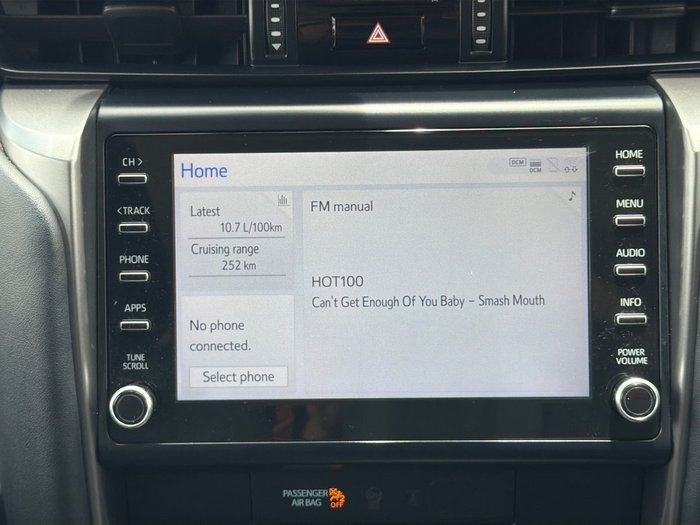 CH >
< TRACK
PHONE
APPS
TUNE
SCROLL
Home
DCM
DCM
Latest
10.7 L/100km
Cruising range
252 km
No phone
connected.
Select phone
FM manual
HOT100
Can't Get Enough Of You Baby – Smash Mouth
HOME
MENU
AUDIO
INFO
POWER
VOLUME
PASSENGER
AIR BAG
OFF